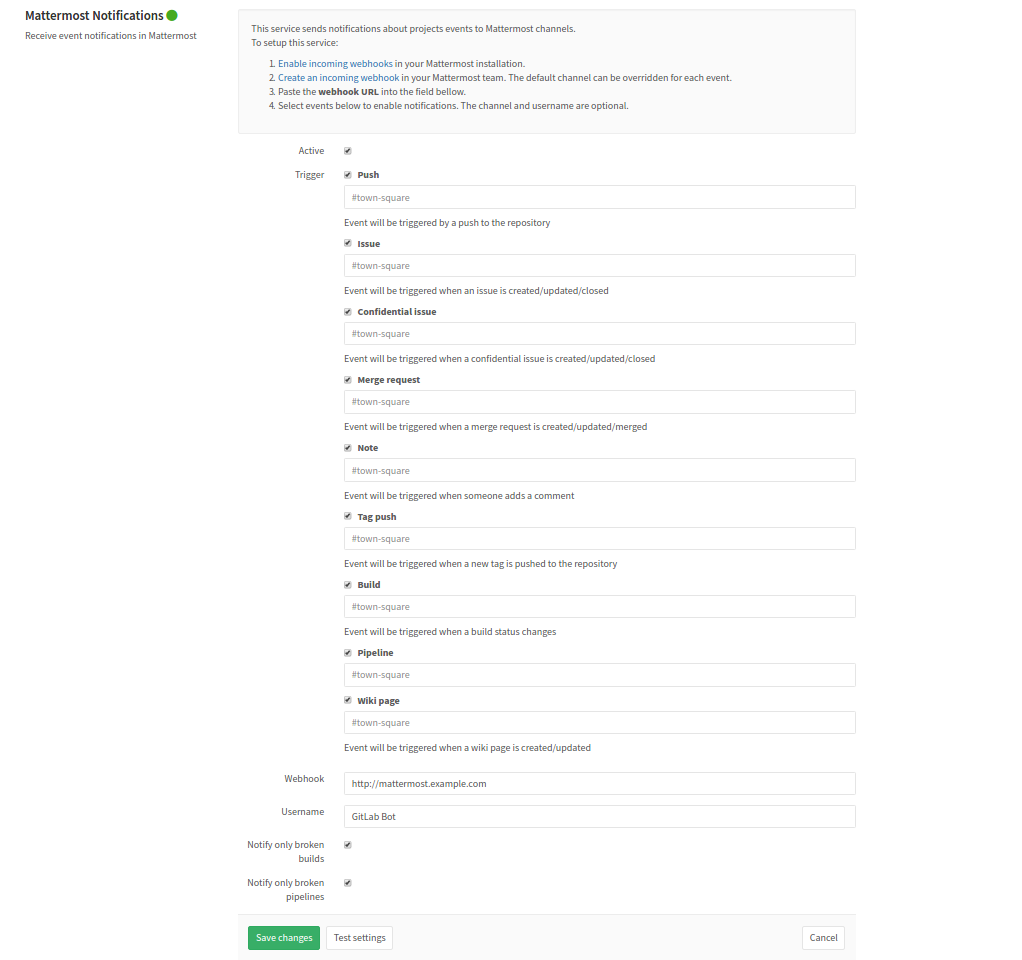 Mattermost Notifications
Receive event notifications in Mattermost
This service sends notifications about projects events to Mattermost channels.
To setup this service:
1. Enable incoming webhooks in your Mattermost installation.
2. Create an incoming webhook in your Mattermost team. The default channel can be overridden for each event.
3. Paste the webhook URL into the field bellow.
4. Select events below to enable notifications. The channel and username are optional.
Active
Trigger
Push
#town-square
Event will be triggered by a push to the repository
Issue
#town-square
Event will be triggered when an issue is created/updated/closed
Confidential issue
#town-square
Event will be triggered when a confidential issue is created/updated/closed
Merge request
#town-square
Event will be triggered when a merge request is created/updated/merged
Note
#town-square
Event will be triggered when someone adds a comment
Tag push
#town-square
Event will be triggered when a new tag is pushed to the repository
Build
#town-square
Event will be triggered when a build status changes
Pipeline
#town-square
Wiki page
#town-square
Event will be triggered when a wiki page is created/updated
Webhook
http://mattermost.example.com
Username
GitLab Bot
Notify only broken
builds
Notify only broken
pipelines
Save changes
Test settings
Cancel